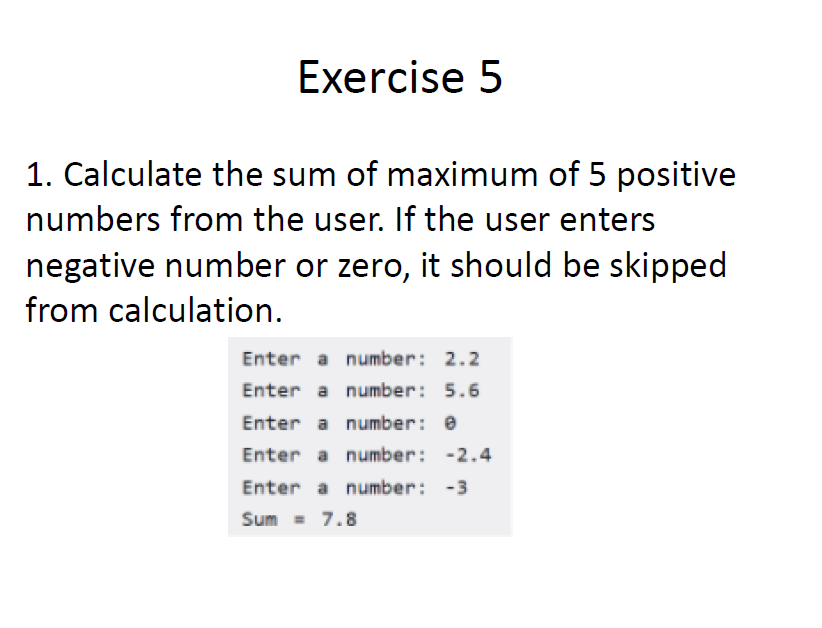 Exercise 5
1. Calculate the sum of maximum of 5 positive
numbers from the user. If the user enters
negative number or zero, it should be skipped
from calculation.
Enter a number: 2.2
Enter a number: 5.6
Enter a number: 0
Enter a number: -2.4
Enter a number: -3
Sum = 7.8